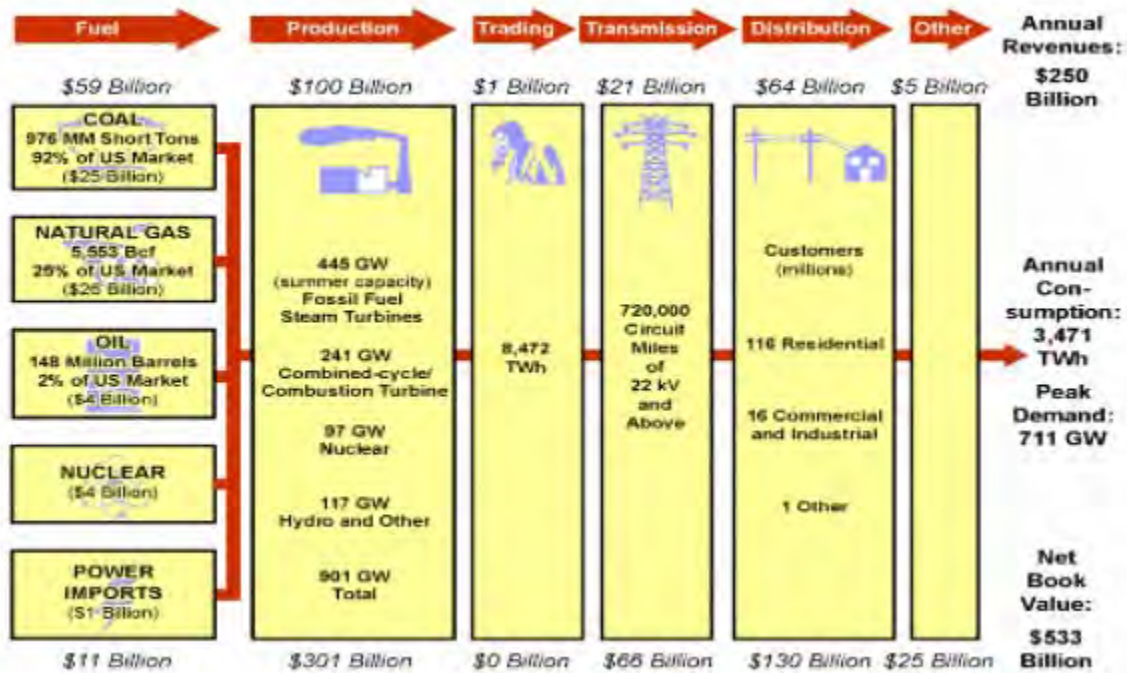 Fuel
Production
Trading
Transmission
Distribution
Other
Annual
Revenues:
$250
Billion
$59 Billion
$100 Billion
$1 Billion
$21 Billion
$64 Billion
$5 Billion
COAL
976 MM Short Tons
92% of US Market
($25 Billion)
NATURAL GAS
5,553 Bcf
25% of US Market
OIL
148 Million Barrels
2% of US Market
($4 Billion)
NUCLEAR
($4 Billion)
POWER
IMPORTS
($1 Billion)
GW
(summer capacity)
Fossil Fuel
Steam Turbines
241 GW
Combined-cycle/
Combustion Turbine
97 GW
Nuclear
117 GW
Hydro and Other
901 GW
Total
8,472
TWh
720,000
Circuit
Miles
of
22 kV
and
Above
Customers
(millions)
116 Residential
16 Commercial
and Industrial
1 Other
Annual
Con-
sumption:
3,471
TWh
Peak
Demand:
711 GW
Net
Book
Value:
$533
Billion
$11 Billion
$301 Billion
$0 Billion
$66 Billion
$130 Billion
$25 Billion